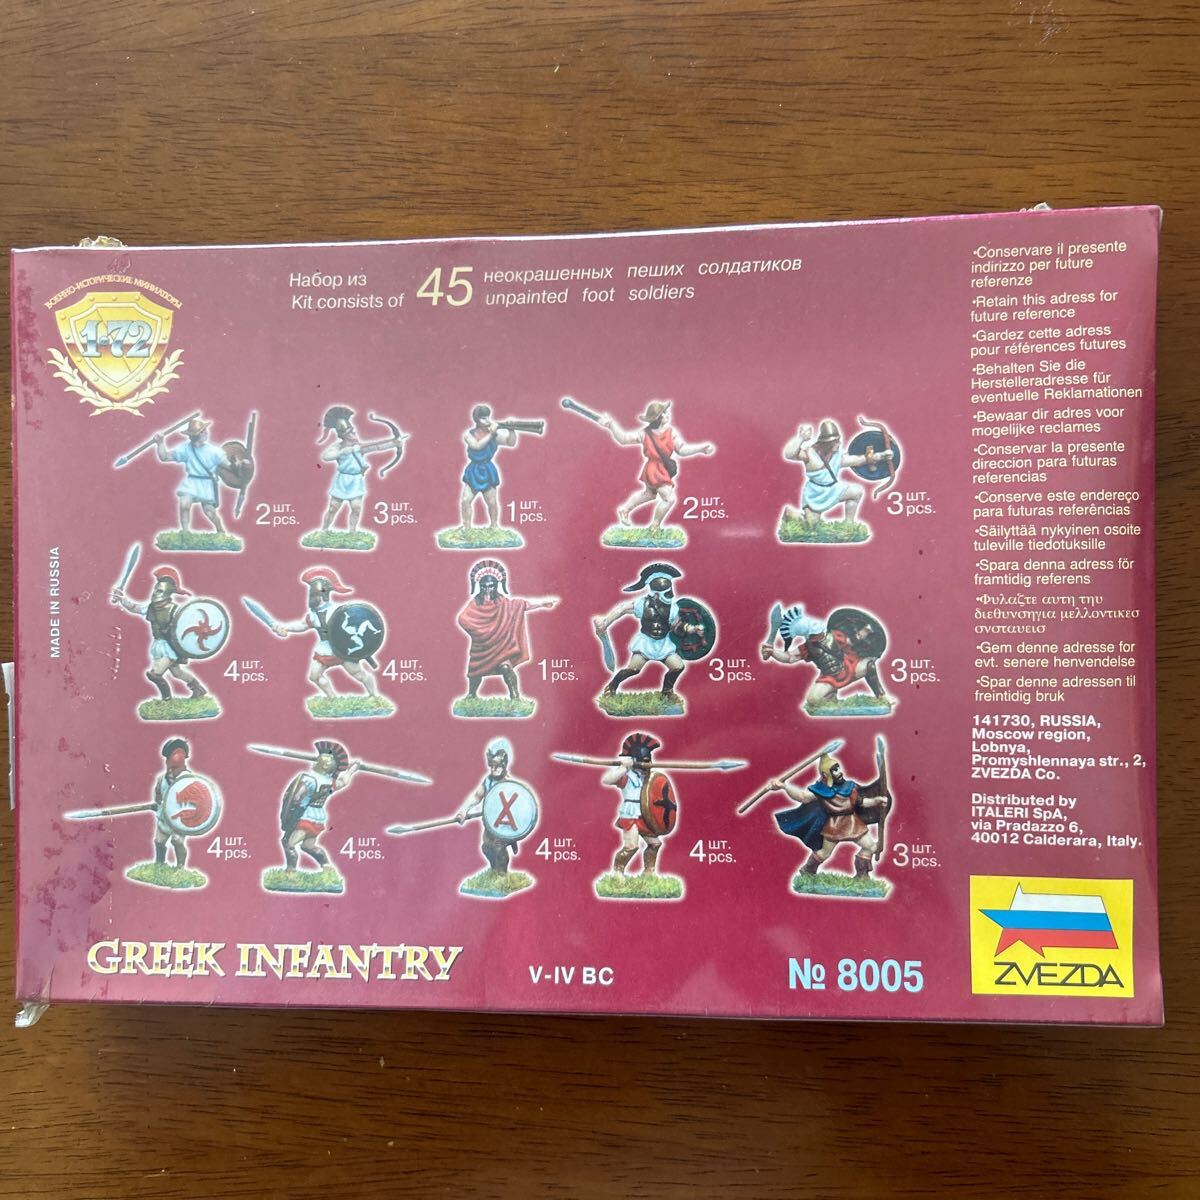 ВОЕННО-ИСТОРИЧЕСКИЕ МИНИАТЮРЫ
1-72
Набор из 45 неокрашенных пеших солдатиков
Kit consists of unpainted foot soldiers
MADE IN RUSSIA
2 шт. pcs.
3 шт. pcs.
1 шт. pcs.
2 шт. pcs.
3 шт. pcs.
4 шт. pcs.
4 шт. pcs.
1 шт. pcs.
3 шт. pcs.
3 шт. pcs.
4 шт. pcs.
4 шт. pcs.
4 шт. pcs.
4 шт. pcs.
3 шт. pcs.
•Conservare il presente
indirizzo per future
referenze
•Retain this adress for
future reference
•Gardez cette adress
pour références futures
•Behalten Sie die
Herstelleradresse für
eventuelle Reklamationen
•Bewaar dir adres voor
mogelijke reclames
•Conservar la presente
direccion para futuras
referencias
•Conserve este endereço
para futuras referências
•Säilyttää nykyinen osoite
tuleville tiedotuksille
•Spara denna adress för
framtidig referens
•Φυλαζτε αυτη τηυ
διεθυνσηγια μελλοντικεσ
συσταυεισ
•Gem denne adresse for
evt. senere henvendelse
•Spar denne adressen til
freintidig bruk
141730, RUSSIA,
Moscow region,
Lobnya,
Promyshlennaya str., 2,
ZVEZDA Co.
Distributed by
ITALERI SpA,
via Pradazzo 6,
40012 Calderara, Italy.
ZVEZDA
GREEK INFANTRY
V-IV BC
№ 8005